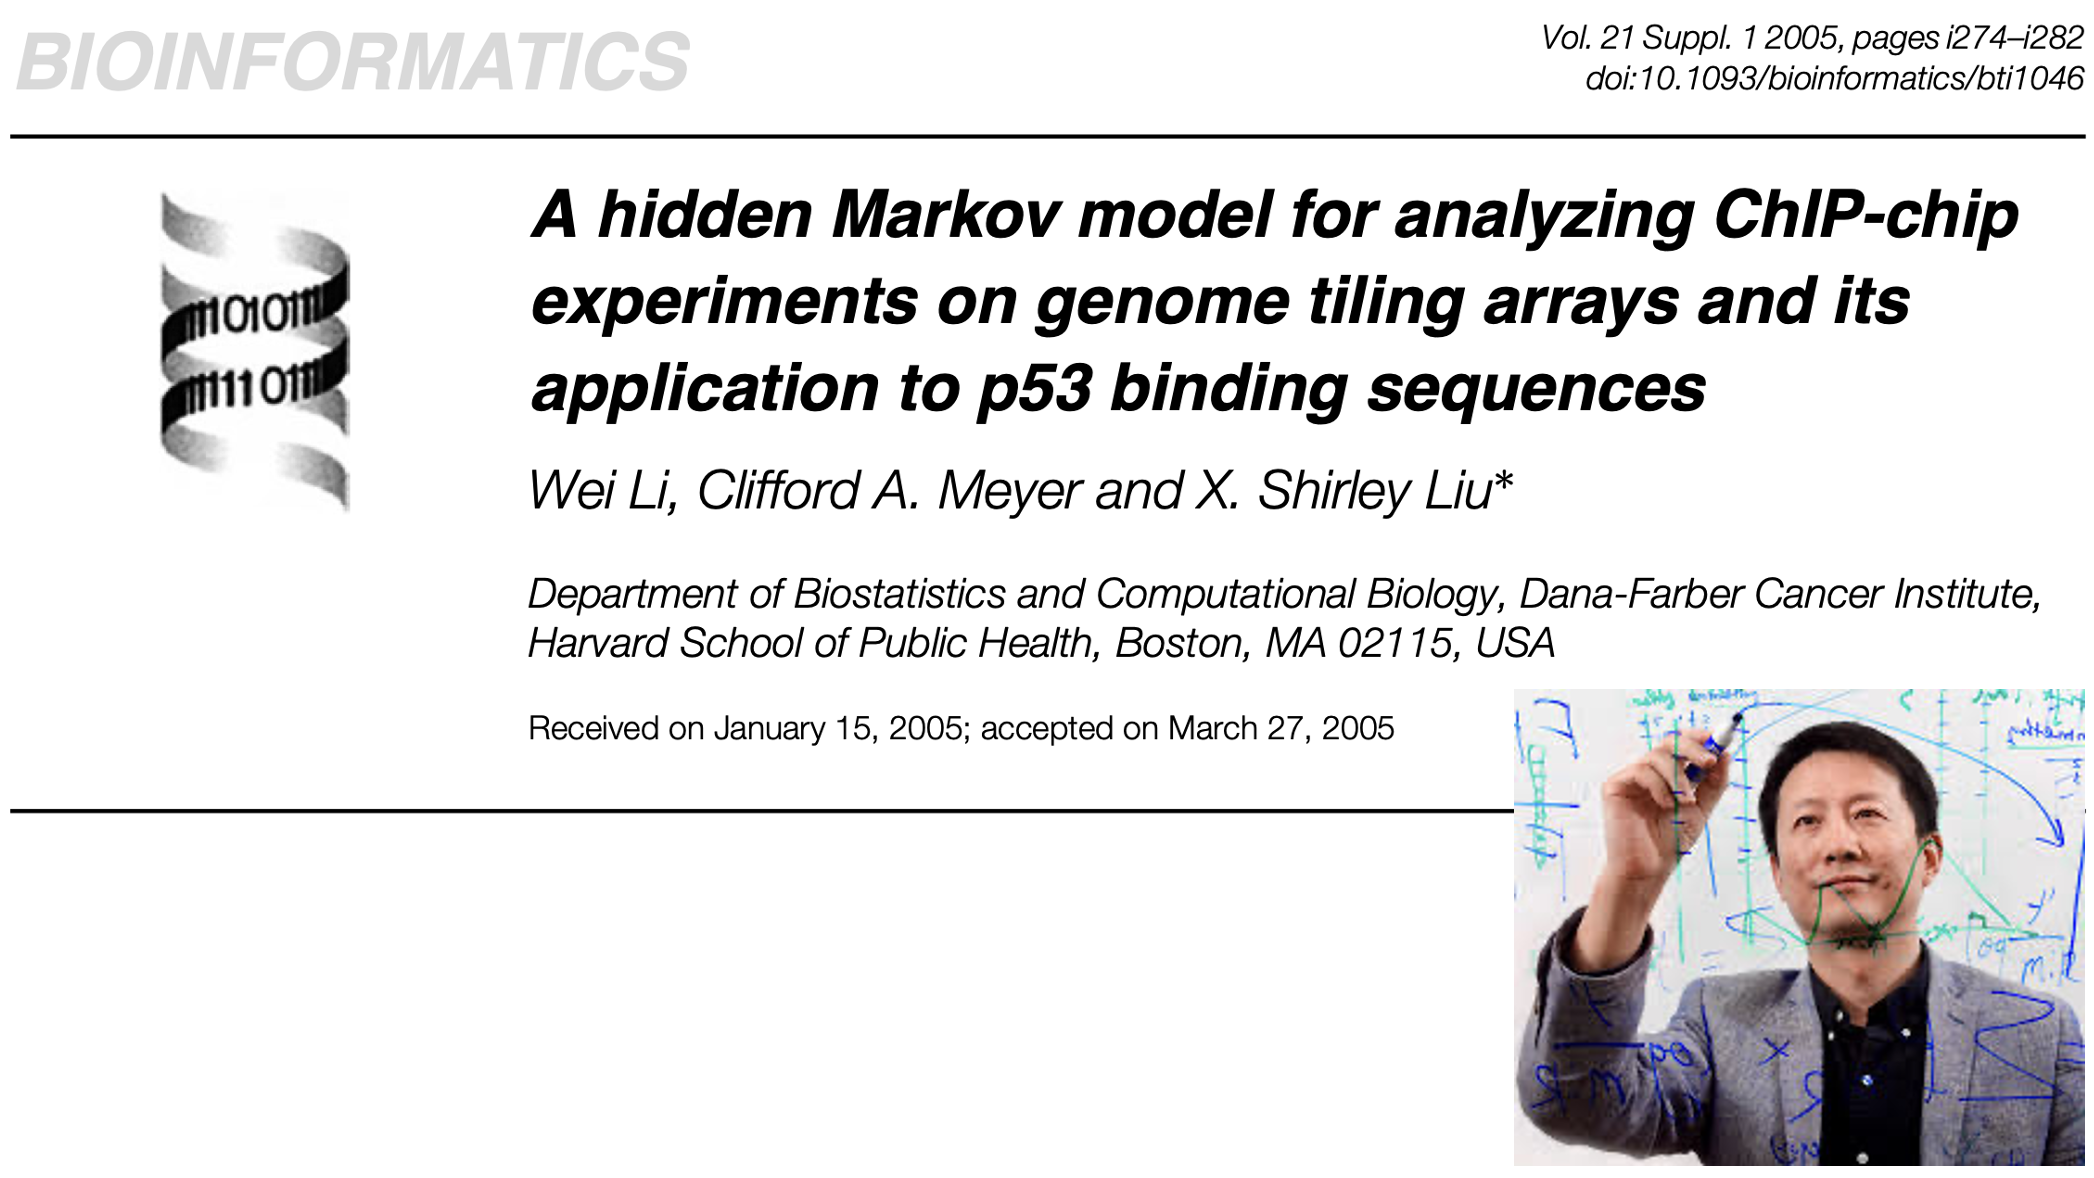 BIOINFORMATICS
Vol. 21 Suppl. 1 2005, pages i274–i282
doi:10.1093/bioinformatics/bti1046
A hidden Markov model for analyzing ChIP-chip
experiments on genome tiling arrays and its
application to p53 binding sequences
Wei Li, Clifford A. Meyer and X. Shirley Liu*
Department of Biostatistics and Computational Biology, Dana-Farber Cancer Institute,
Harvard School of Public Health, Boston, MA 02115, USA
Received on January 15, 2005; accepted on March 27, 2005